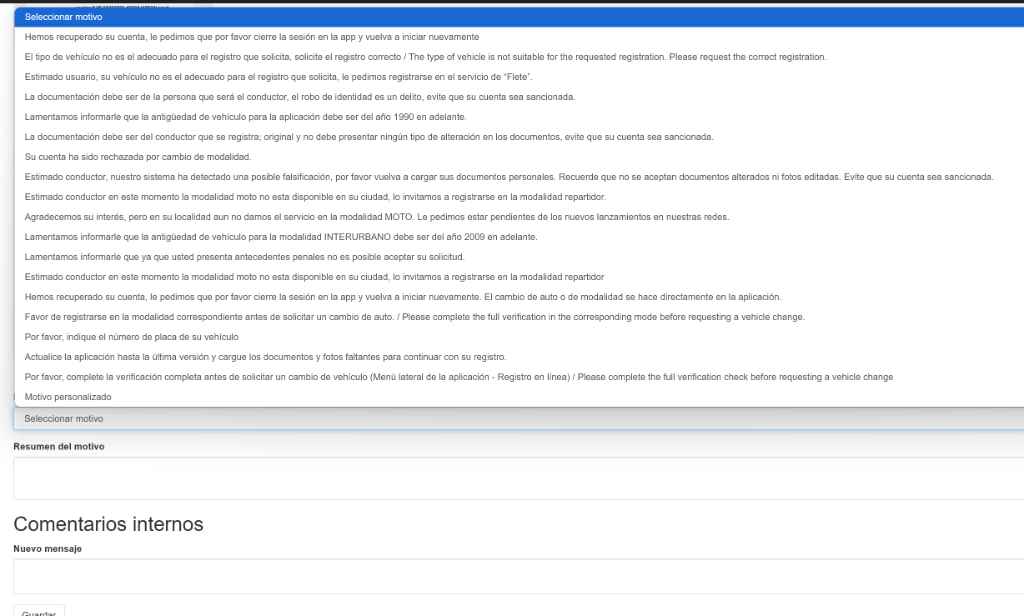 Seleccionar motivo
Hemos recuperado su cuenta, le pedimos que por favor cierre la sesión en la app y vuelva a iniciar nuevamente
El tipo de vehículo no es el adecuado para el registro que solicita, solicite el registro correcto / The type of vehicle is not suitable for the requested registration. Please request the correct registration.
Estimado usuario, su vehículo no es el adecuado para el registro que solicita, le pedimos registrarse en el servicio de “Flete”.
La documentación debe ser de la persona que será el conductor, el robo de identidad es un delito, evite que su cuenta sea sancionada.
Lamentamos informarle que la antigüedad de vehículo para la aplicación debe ser del año 1990 en adelante.
La documentación debe ser del conductor que se registra; original y no debe presentar ningún tipo de alteración en los documentos, evite que su cuenta sea sancionada.
Su cuenta ha sido rechazada por cambio de modalidad.
Estimado conductor, nuestro sistema ha detectado una posible falsificación, por favor vuelva a cargar sus documentos personales. Recuerde que no se aceptan documentos alterados ni fotos editadas. Evite que su cuenta sea sancionada.
Estimado conductor en este momento la modalidad moto no esta disponible en su ciudad, lo invitamos a registrarse en la modalidad repartidor.
Agradecemos su interés, pero en su localidad aun no damos el servicio en la modalidad MOTO. Le pedimos estar pendientes de los nuevos lanzamientos en nuestras redes.
Lamentamos informarle que la antigüedad de vehículo para la modalidad INTERURBANO debe ser del año 2009 en adelante.
Lamentamos informarle que ya que usted presenta antecedentes penales no es posible aceptar su solicitud.
Estimado conductor en este momento la modalidad moto no esta disponible en su ciudad, lo invitamos a registrarse en la modalidad repartidor
Hemos recuperado su cuenta, le pedimos que por favor cierre la sesión en la app y vuelva a iniciar nuevamente. El cambio de auto o de modalidad se hace directamente en la aplicación.
Favor de registrarse en la modalidad correspondiente antes de solicitar un cambio de auto. / Please complete the full verification in the corresponding mode before requesting a vehicle change.
Por favor, indique el número de placa de su vehículo
Actualice la aplicación hasta la última versión y cargue los documentos y fotos faltantes para continuar con su registro.
Por favor, complete la verificación completa antes de solicitar un cambio de vehículo (Menú lateral de la aplicación - Registro en línea) / Please complete the full verification check before requesting a vehicle change
Motivo personalizado
Seleccionar motivo
Resumen del motivo
Comentarios internos
Nuevo mensaje
Guardar